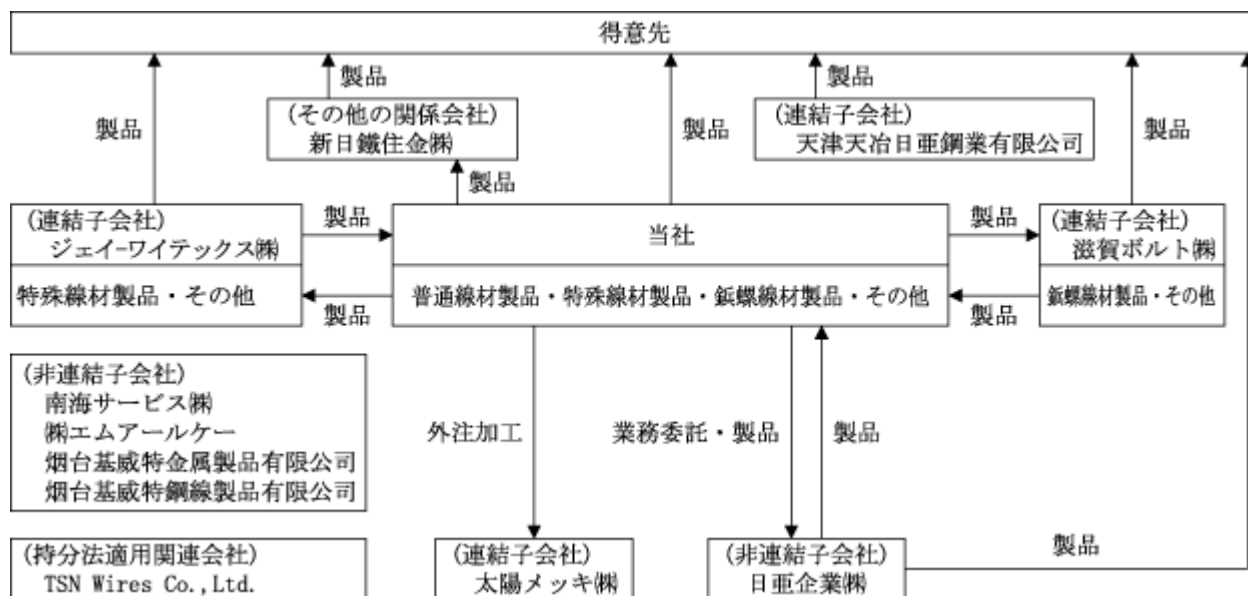 得意先
製品
製品
製品
製品
製品
(その他の関係会社)
新日鐵住金㈱
(連結子会社)
天津天冶日亜鋼業有限公司
製品
(連結子会社)
ジェイ-ワイテックス㈱
特殊線材製品・その他
製品
製品
当社
普通線材製品・特殊線材製品・鋲螺線材製品・その他
製品
製品
(連結子会社)
滋賀ボルト㈱
鋲螺線材製品・その他
(非連結子会社)
南海サービス㈱
㈱エムアールケー
烟台基威特金属製品有限公司
烟台基威特鋼線製品有限公司
外注加工
業務委託・製品
製品
(持分法適用関連会社)
TSN Wires Co.,Ltd.
(連結子会社)
太陽メッキ㈱
(非連結子会社)
日亜企業㈱
製品